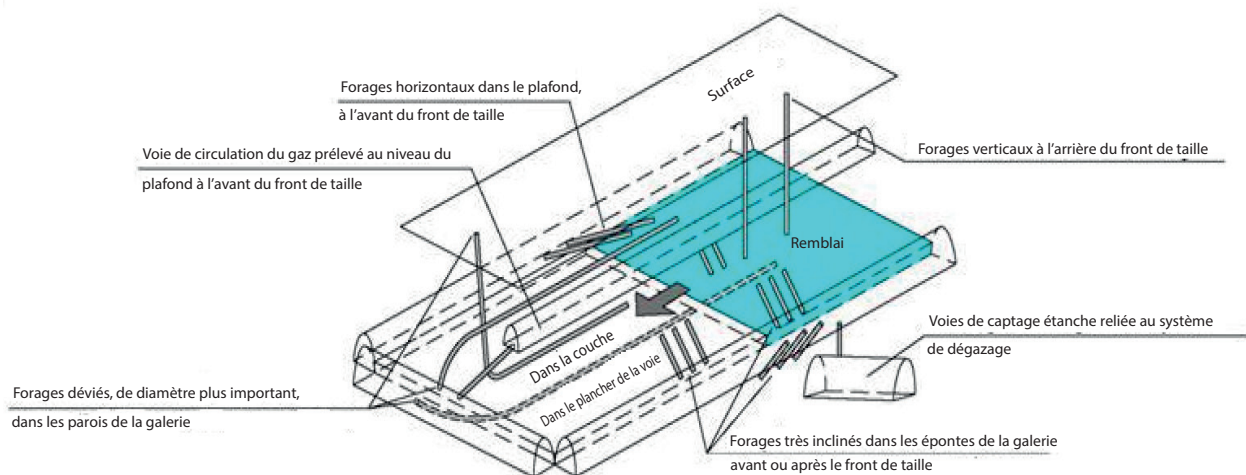 Surface
Forages horizontaux dans le plafond,
à l’avant du front de taille
Voie de circulation du gaz prélevé au niveau du
plafond à l’avant du front de taille
Forages verticaux à l’arrière du front de taille
Remblai
Dans la couche
Dans le plancher de la voie
Voies de captage étanche reliée au système
de dégazage
Forages déviés, de diamètre plus important,
dans les parois de la galerie
Forages très inclinés dans les épontes de la galerie
avant ou après le front de taille